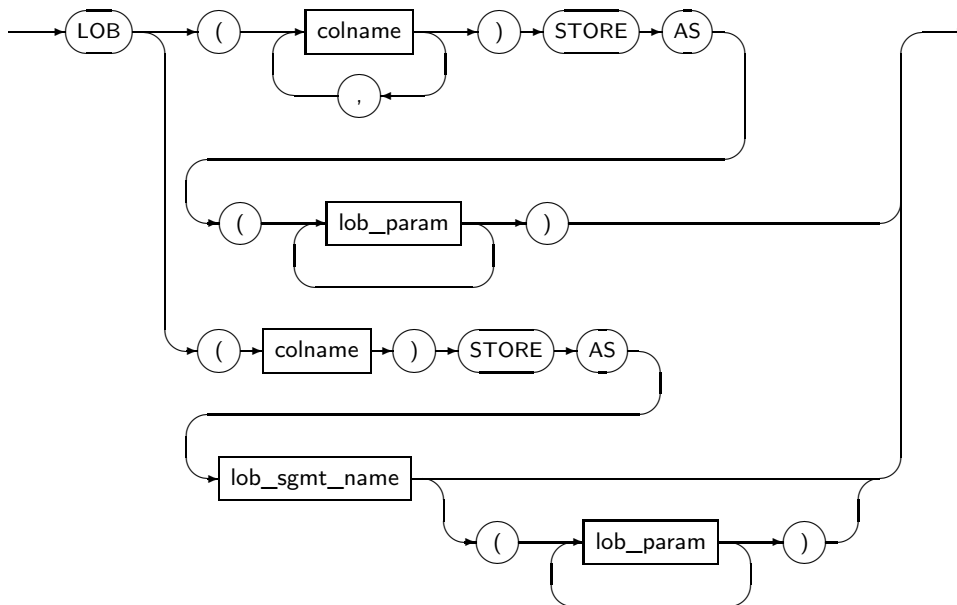 LOB ( colname ) STORE AS
,
( lob_param )
( colname ) STORE AS
lob_sgmt_name
( lob_param )